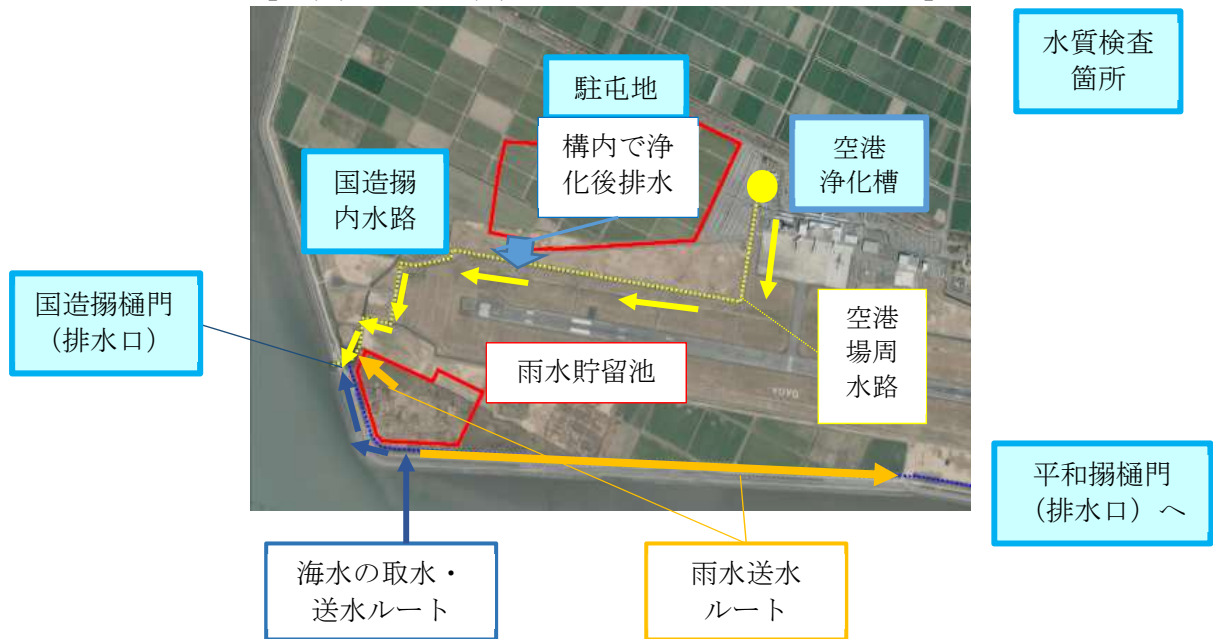 水質検査
箇所
駐屯地
構内で浄
化後排水
空港
浄化槽
国造搦
内水路
国造搦樋門
（排水口）
雨水貯留池
空港
場周
水路
平和搦樋門
（排水口）へ
海水の取水・
送水ルート
雨水送水
ルート